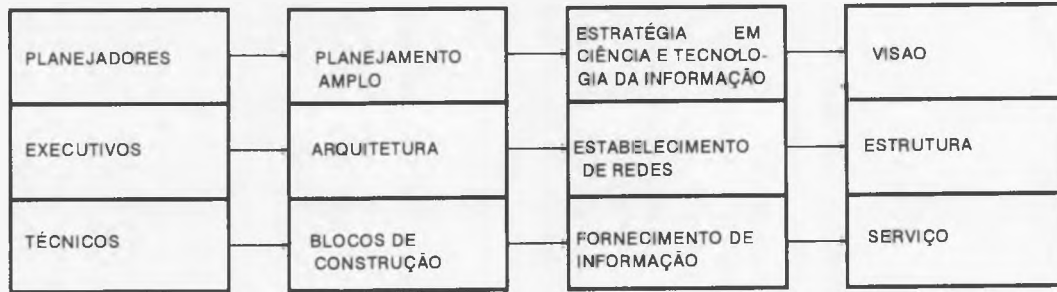 PLANEJADORES
PLANEJAMENTO
AMPLO
ESTRATÉGIA EM
CIÊNCIA E TECNOLO-
GIA DA INFORMAÇÃO
VISAO
EXECUTIVOS
ARQUITETURA
ESTABELECIMENTO
DE REDES
ESTRUTURA
TÉCNICOS
BLOCOS DE
CONSTRUÇÃO
FORNECIMENTO DE
INFORMAÇÃO
SERVIÇO